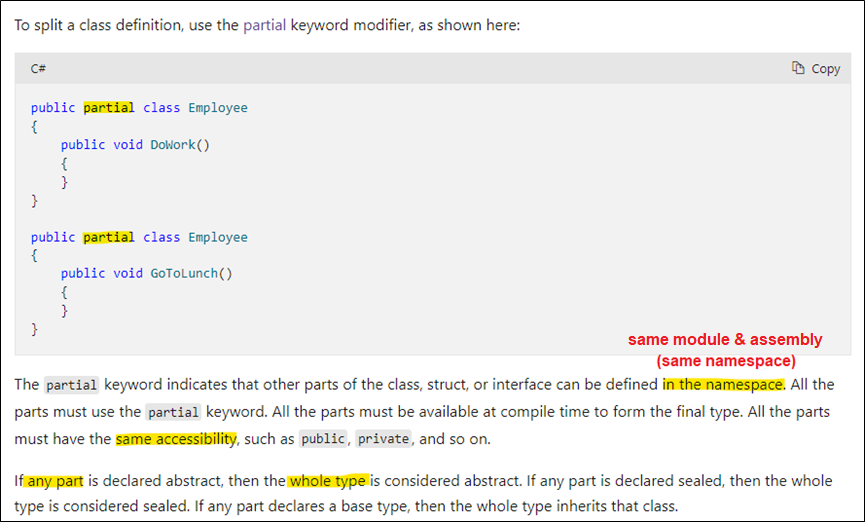 To split a class definition, use the partial keyword modifier, as shown here:
C#
Copy
public partial class Employee
{
    public void DoWork()
    {
    }
}
public partial class Employee
{
    public void GoToLunch()
    {
    }
}
same module & assembly
(same namespace)
The partial keyword indicates that other parts of the class, struct, or interface can be defined in the namespace. All the
parts must use the partial keyword. All the parts must be available at compile time to form the final type. All the parts
must have the same accessibility, such as public, private, and so on.
If any part is declared abstract, then the whole type is considered abstract. If any part is declared sealed, then the whole
type is considered sealed. If any part declares a base type, then the whole type inherits that class.